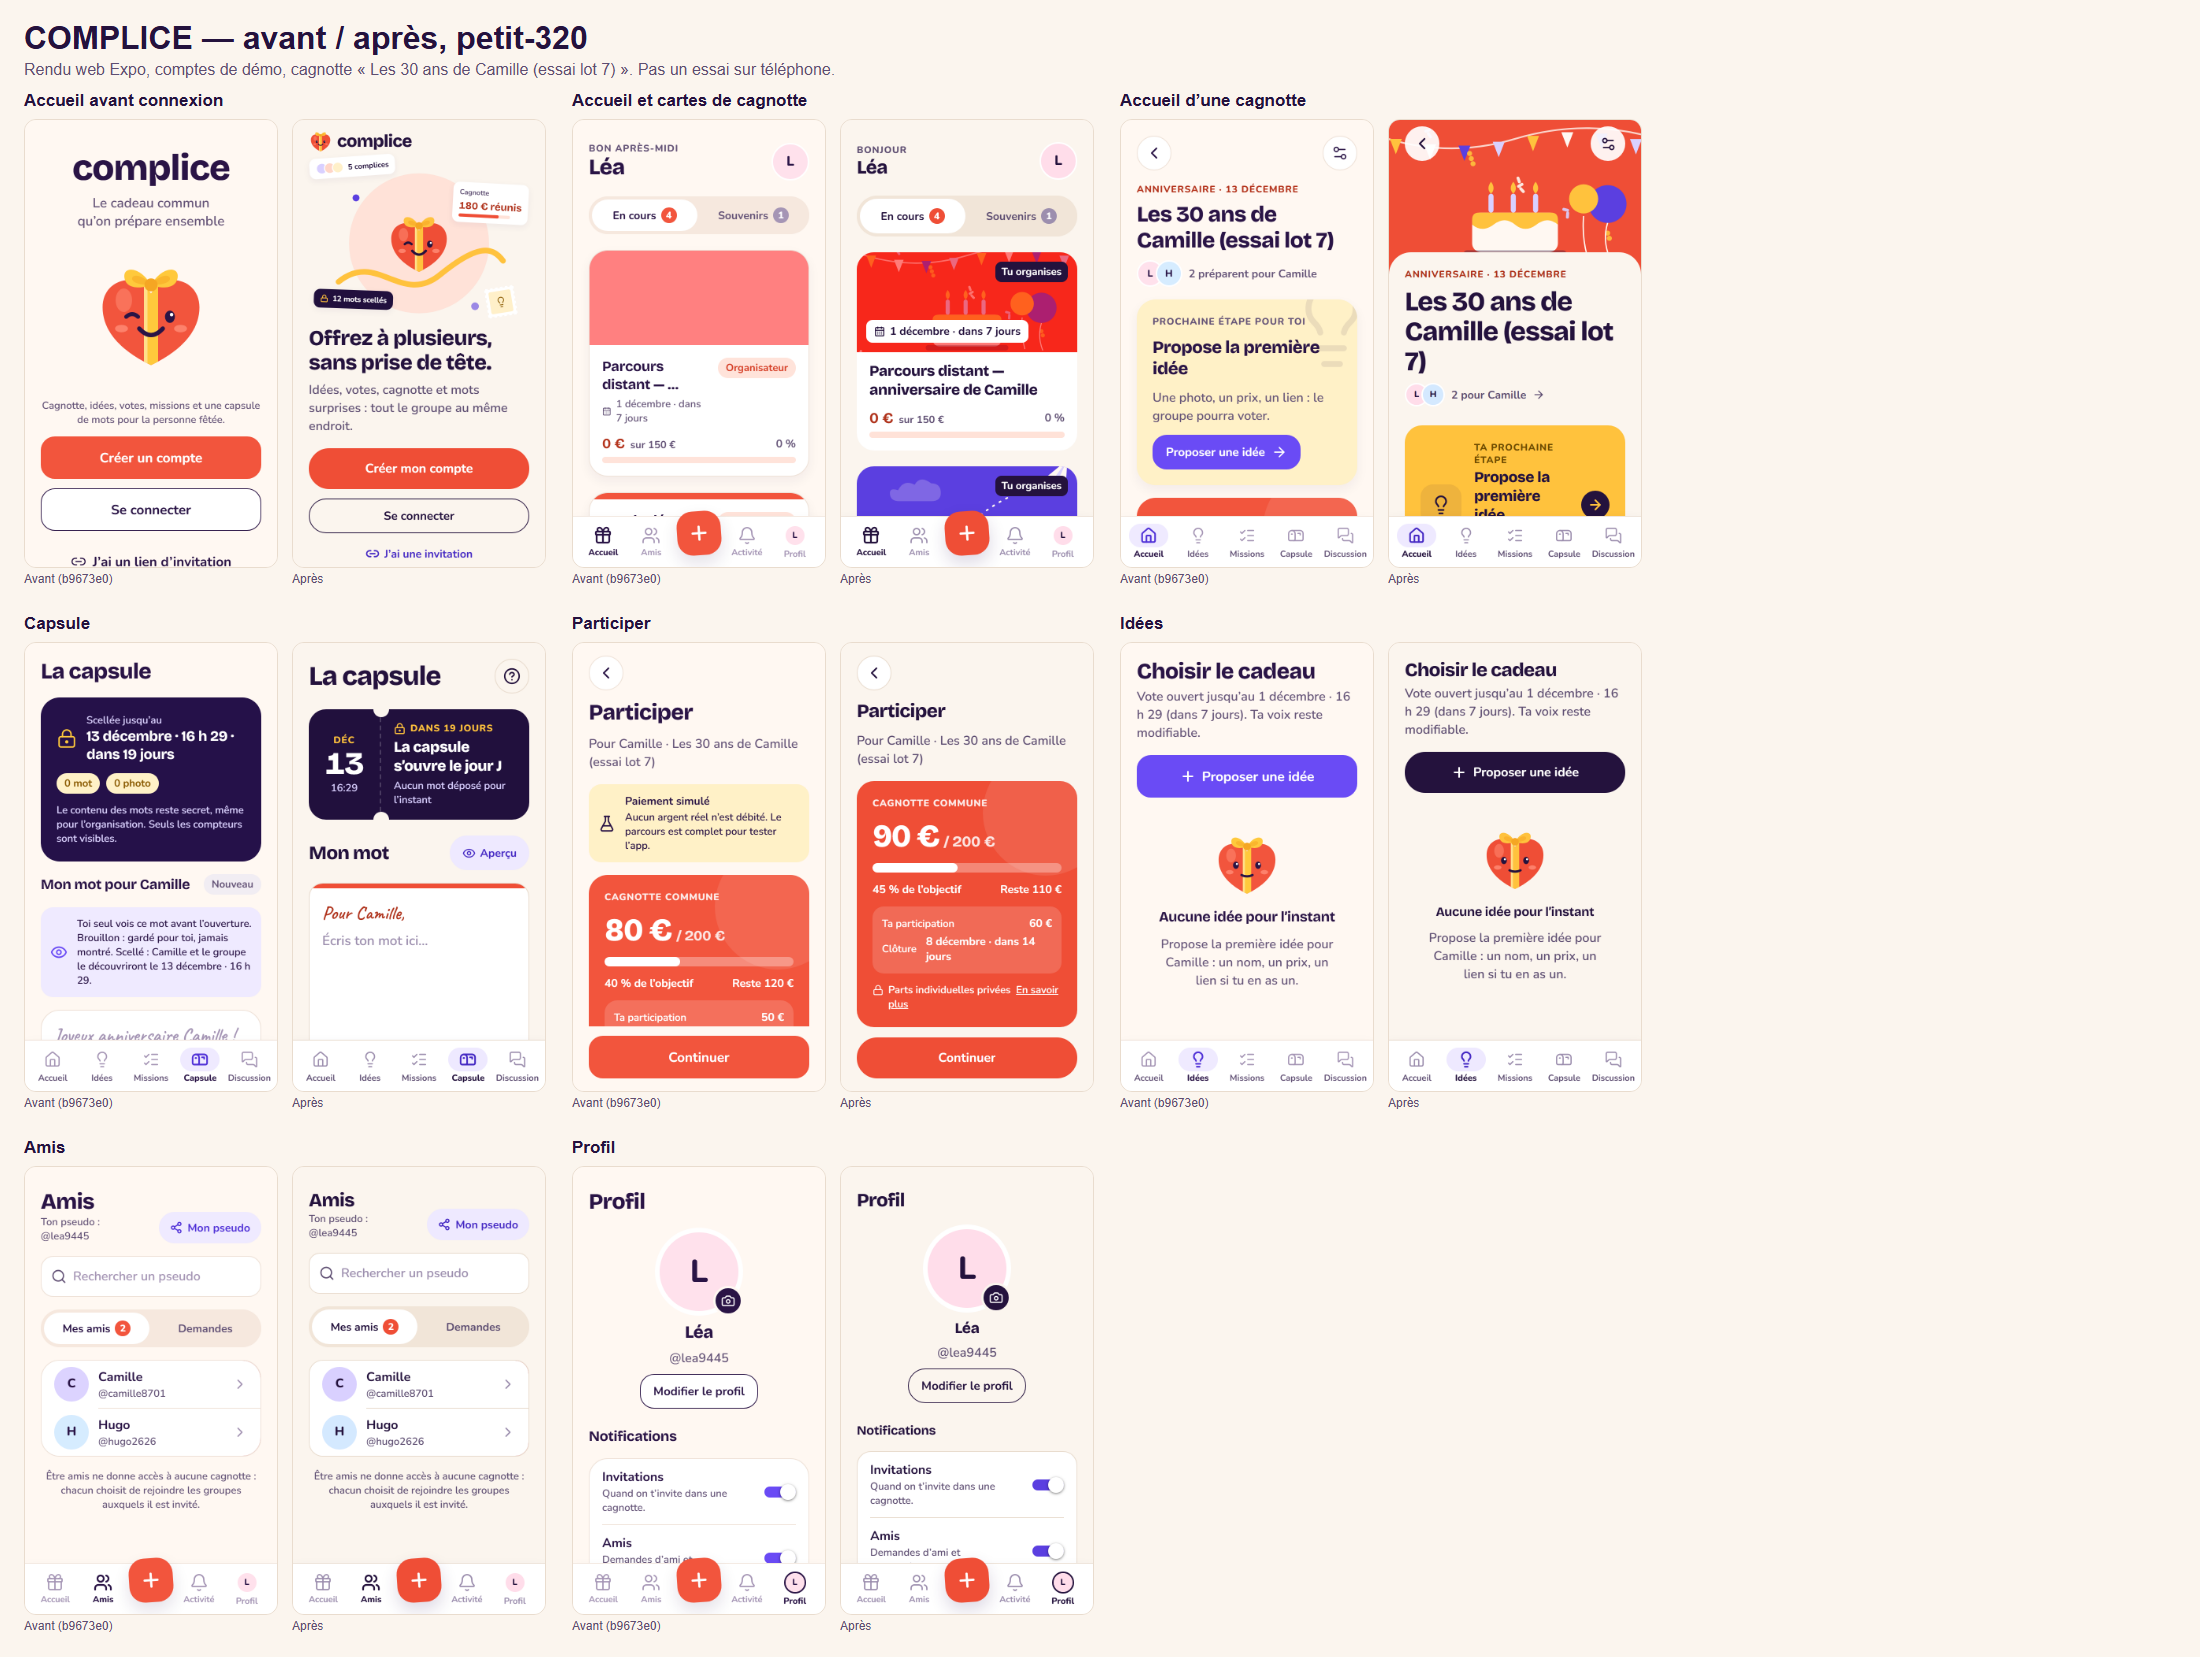 COMPLICE — avant / après, petit-320
Rendu web Expo, comptes de démo, cagnotte « Les 30 ans de Camille (essai lot 7) ». Pas un essai sur téléphone.
Accueil avant connexion
complice
Le cadeau commun
qu'on prépare ensemble
Cagnotte, idées, votes, missions et une capsule
de mots pour la personne fêtée.
Créer un compte
Se connecter
J'ai un lien d'invitation
Avant (b9673e0)
complice
5 complices
Cagnotte
180 € réunis
12 mots scellés
Offrez à plusieurs,
sans prise de tête.
Idées, votes, cagnotte et mots
surprises : tout le groupe au même
endroit.
Créer mon compte
Se connecter
J'ai une invitation
Après
Accueil et cartes de cagnotte
BON APRÈS-MIDI
Léa
L
En cours 4
Souvenirs 1
Parcours
distant — ...
Organisateur
1 décembre · dans
7 jours
0 € sur 150 €
0 %
Accueil
Amis
Activité
L
Profil
Avant (b9673e0)
BONJOUR
Léa
L
En cours 4
Souvenirs 1
Tu organises
1 décembre · dans 7 jours
Parcours distant —
anniversaire de Camille
0 € sur 150 €
0 %
Tu organises
Accueil
Amis
Activité
L
Profil
Après
Accueil d'une cagnotte
ANNIVERSAIRE · 13 DÉCEMBRE
Les 30 ans de
Camille (essai lot 7)
L H 2 préparent pour Camille
PROCHAINE ÉTAPE POUR TOI
Propose la première
idée
Une photo, un prix, un lien : le
groupe pourra voter.
Proposer une idée
Accueil
Idées
Missions
Capsule
Discussion
Avant (b9673e0)
ANNIVERSAIRE · 13 DÉCEMBRE
Les 30 ans de
Camille (essai lot
7)
L H 2 pour Camille
TA PROCHAINE
ÉTAPE
Propose la
première
idée
Accueil
Idées
Missions
Capsule
Discussion
Après
Capsule
La capsule
Scellée jusqu'au
13 décembre · 16 h 29 ·
dans 19 jours
0 mot
0 photo
Le contenu des mots reste secret, même
pour l'organisation. Seuls les compteurs
sont visibles.
Mon mot pour Camille
Nouveau
Toi seul vois ce mot avant l'ouverture.
Brouillon : gardé pour toi, jamais
montré. Scellé : Camille et le groupe
le découvriront le 13 décembre · 16 h
29.
Joyeux anniversaire Camille !
Accueil
Idées
Missions
Capsule
Discussion
Avant (b9673e0)
La capsule
DÉC
13
16:29
DANS 19 JOURS
La capsule
s'ouvre le jour J
Aucun mot déposé pour
l'instant
Mon mot
Aperçu
Pour Camille,
Écris ton mot ici...
Accueil
Idées
Missions
Capsule
Discussion
Après
Participer
Participer
Pour Camille · Les 30 ans de Camille
(essai lot 7)
Paiement simulé
Aucun argent réel n'est débité. Le
parcours est complet pour tester
l'app.
CAGNOTTE COMMUNE
80 € / 200 €
40 % de l'objectif
Reste 120 €
Ta participation
50 €
Continuer
Avant (b9673e0)
Participer
Pour Camille · Les 30 ans de Camille
(essai lot 7)
CAGNOTTE COMMUNE
90 € / 200 €
45 % de l'objectif
Reste 110 €
Ta participation
60 €
Clôture
8 décembre · dans 14
jours
Parts individuelles privées En savoir
plus
Continuer
Après
Idées
Choisir le cadeau
Vote ouvert jusqu'au 1 décembre · 16
h 29 (dans 7 jours). Ta voix reste
modifiable.
Proposer une idée
Aucune idée pour l'instant
Propose la première idée pour
Camille : un nom, un prix, un
lien si tu en as un.
Accueil
Idées
Missions
Capsule
Discussion
Avant (b9673e0)
Choisir le cadeau
Vote ouvert jusqu'au 1 décembre · 16
h 29 (dans 7 jours). Ta voix reste
modifiable.
Proposer une idée
Aucune idée pour l'instant
Propose la première idée pour
Camille : un nom, un prix, un
lien si tu en as un.
Accueil
Idées
Missions
Capsule
Discussion
Après
Amis
Amis
Ton pseudo :
@lea9445
Mon pseudo
Rechercher un pseudo
Mes amis 2
Demandes
C
Camille
@camille8701
H
Hugo
@hugo2626
Être amis ne donne accès à aucune cagnotte :
chacun choisit de rejoindre les groupes
auxquels il est invité.
Accueil
Amis
Activité
L
Profil
Avant (b9673e0)
Amis
Ton pseudo :
@lea9445
Mon pseudo
Rechercher un pseudo
Mes amis 2
Demandes
C
Camille
@camille8701
H
Hugo
@hugo2626
Être amis ne donne accès à aucune cagnotte :
chacun choisit de rejoindre les groupes
auxquels il est invité.
Accueil
Amis
Activité
L
Profil
Après
Profil
Profil
L
Léa
@lea9445
Modifier le profil
Notifications
Invitations
Quand on t'invite dans une
cagnotte.
Amis
Demandes d'ami et
Accueil
Amis
Activité
L
Profil
Avant (b9673e0)
Profil
L
Léa
@lea9445
Modifier le profil
Notifications
Invitations
Quand on t'invite dans une
cagnotte.
Amis
Demandes d'ami et
Accueil
Amis
Activité
L
Profil
Après